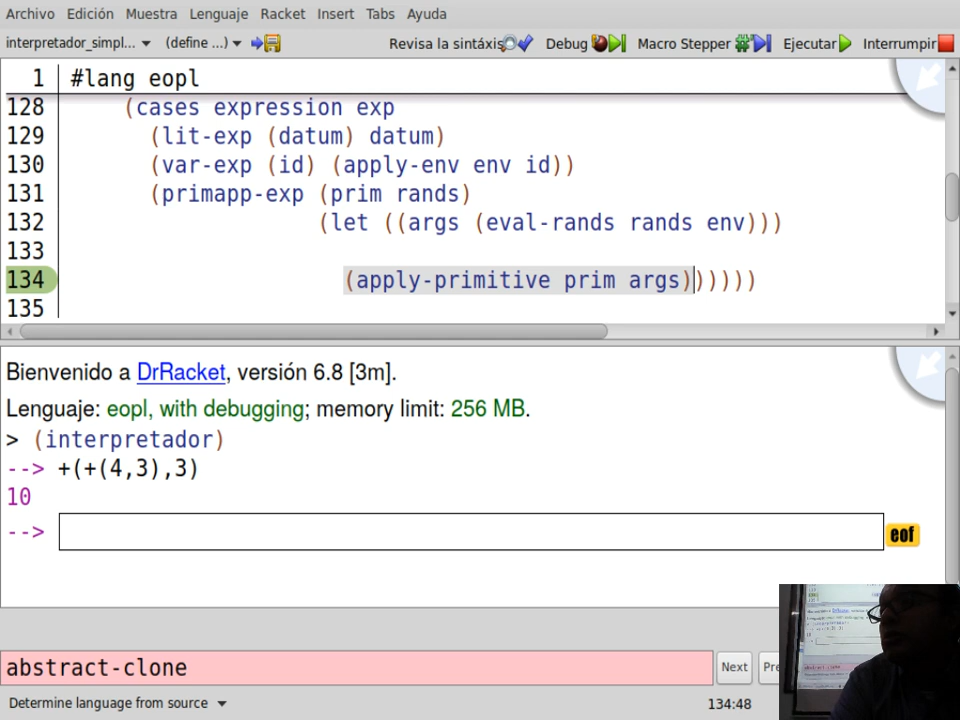 Archivo Edición Muestra Lenguaje Racket Insert Tabs Ayuda
interpretador_simpl... (define ...) Revisa la sintáxis Debug Macro Stepper Ejecutar Interrumpir
1 #lang eopl
128 (cases expression exp
129 (lit-exp (datum) datum)
130 (var-exp (id) (apply-env env id))
131 (primapp-exp (prim rands)
132 (let ((args (eval-rands rands env)))
133
134 (apply-primitive prim args))))))
135
Bienvenido a DrRacket, versión 6.8 [3m].
Lenguaje: eopl, with debugging; memory limit: 256 MB.
> (interpretador)
--> +(+(4,3),3)
10
--> eof
abstract-clone Next Pre
Determine language from source 134:48